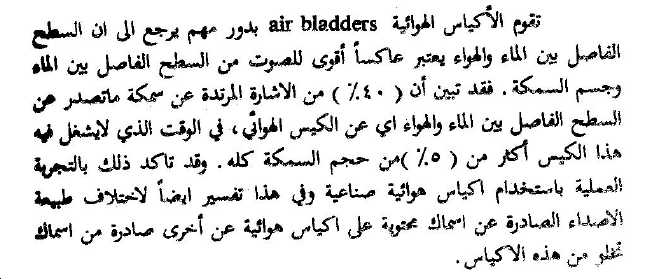 تقوم الأكياس الهوائية air bladders بدور مهم يرجع الى ان السطح
الفاصل بين الماء والهواء يعتبر عاكساً أقوى للصوت من السطح الفاصل بين الماء
وجسم السمكة . فقد تبين أن ( ٤٠٪ ) من الاشارة المرتدة عن سمكة ماتصدر عن
السطح الفاصل بين الماء والهواء اي عن الكيس الهوائي ، في الوقت الذي لايشغل فيه
هذا الكيس أكثر من ( ٥٪ )من حجم السمكة كله . وقد تاكد ذلك بالتجربة
العملية باستخدام اكياس هوائية صناعية وفي هذا تفسير ايضاً لاختلاف طبيعة
الاصداء الصادرة عن اسماك محتوية على اكياس هوائية عن أخرى صادرة من اسماك
تخلو من هذه الاكياس .